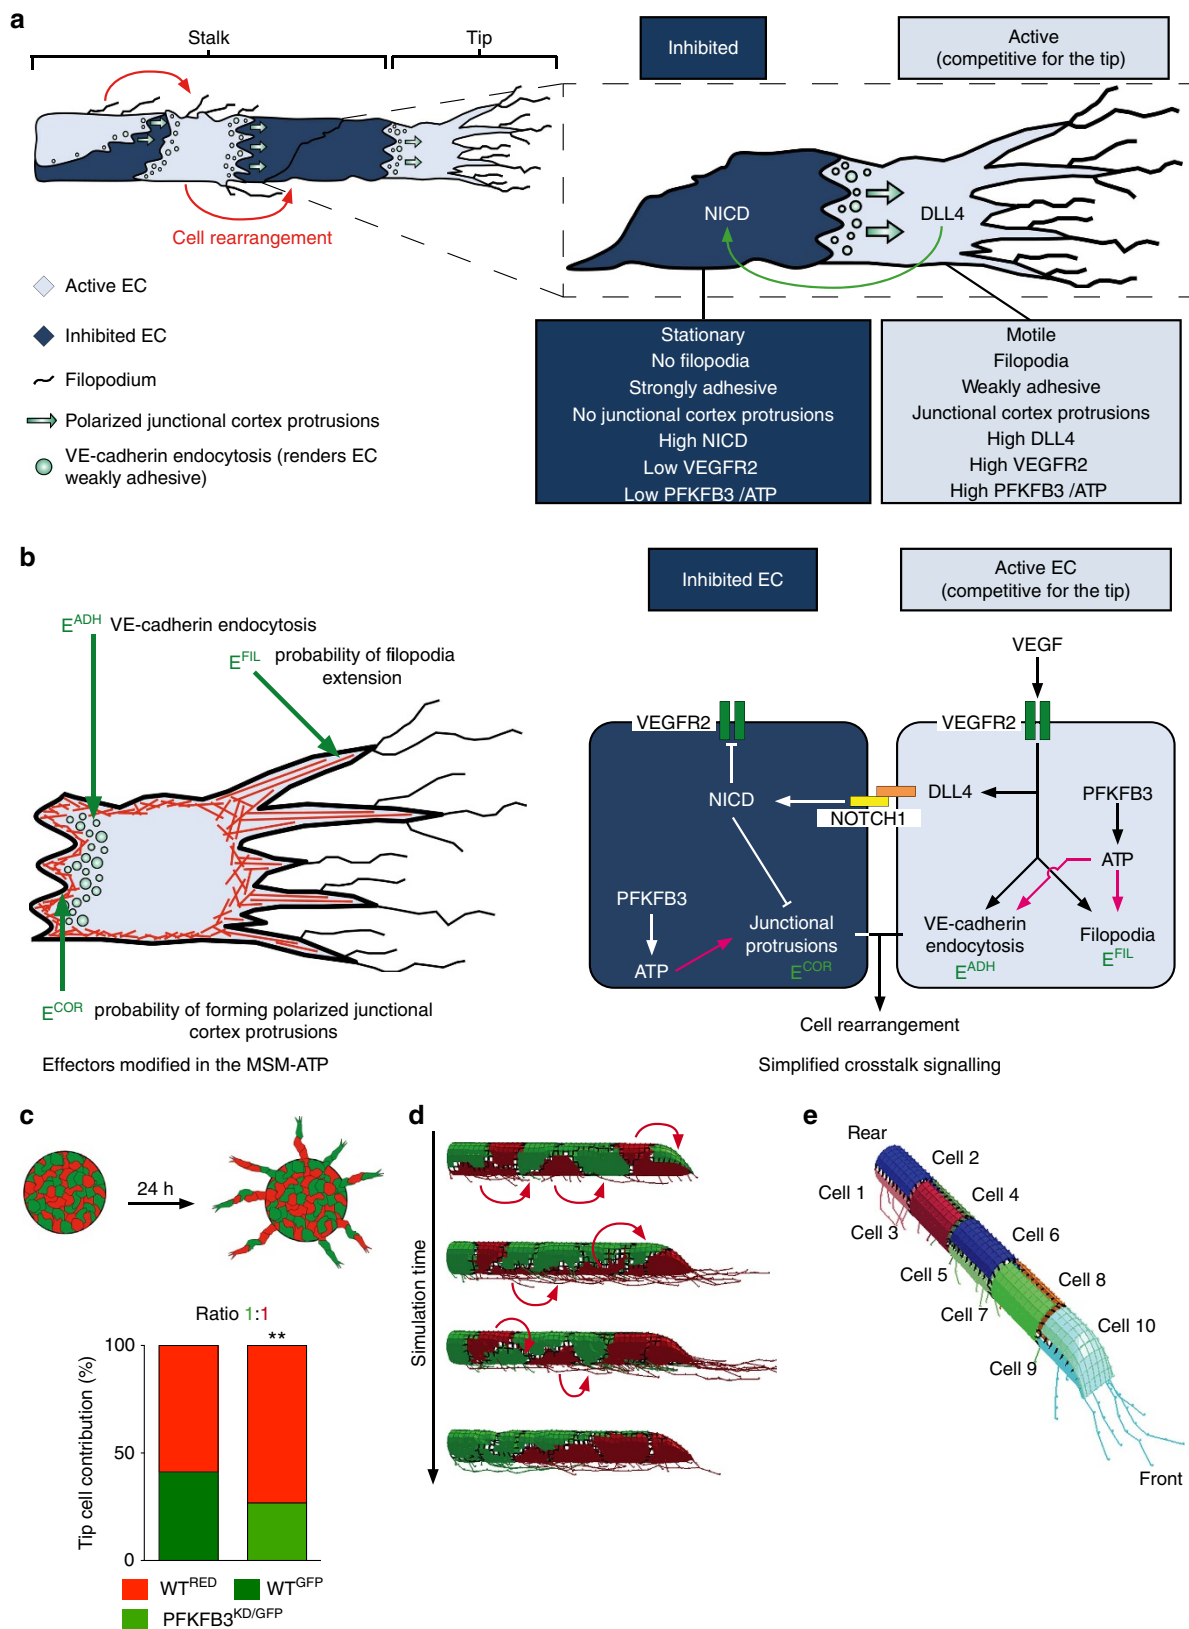 a
Stalk
Tip
Inhibited
Active
(competitive for the tip)
Cell rearrangement
NICD
DLL4
Active EC
Inhibited EC
Filopodium
Polarized junctional cortex protrusions
VE-cadherin endocytosis (renders EC
weakly adhesive)
Stationary
No filopodia
Strongly adhesive
No junctional cortex protrusions
High NICD
Low VEGFR2
Low PFKFB3 /ATP
Motile
Filopodia
Weakly adhesive
Junctional cortex protrusions
High DLL4
High VEGFR2
High PFKFB3 /ATP
b
E^ADH VE-cadherin endocytosis
E^FIL probability of filopodia
extension
E^COR probability of forming polarized junctional
cortex protrusions
Effectors modified in the MSM-ATP
Inhibited EC
Active EC
(competitive for the tip)
VEGF
VEGFR2
VEGFR2
NICD
NOTCH1
DLL4
PFKFB3
ATP
PFKFB3
ATP
Junctional
protrusions
E^COR
VE-cadherin
endocytosis
E^ADH
Filopodia
E^FIL
Cell rearrangement
Simplified crosstalk signalling
c
24 h
Ratio 1:1
**
Tip cell contribution (%)
100
50
0
WT^RED
WT^GFP
PFKFB3^KD/GFP
d
Simulation time
e
Rear
Cell 2
Cell 1
Cell 4
Cell 3
Cell 6
Cell 5
Cell 8
Cell 7
Cell 10
Cell 9
Front